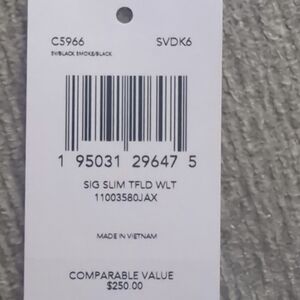 C5966 SVDK6
SV/BLACK SMOKE/BLACK
1 95031 29647 5
SIG SLIM TFLD WLT
11003580JAX
MADE IN VIETNAM
COMPARABLE VALUE
$250.00